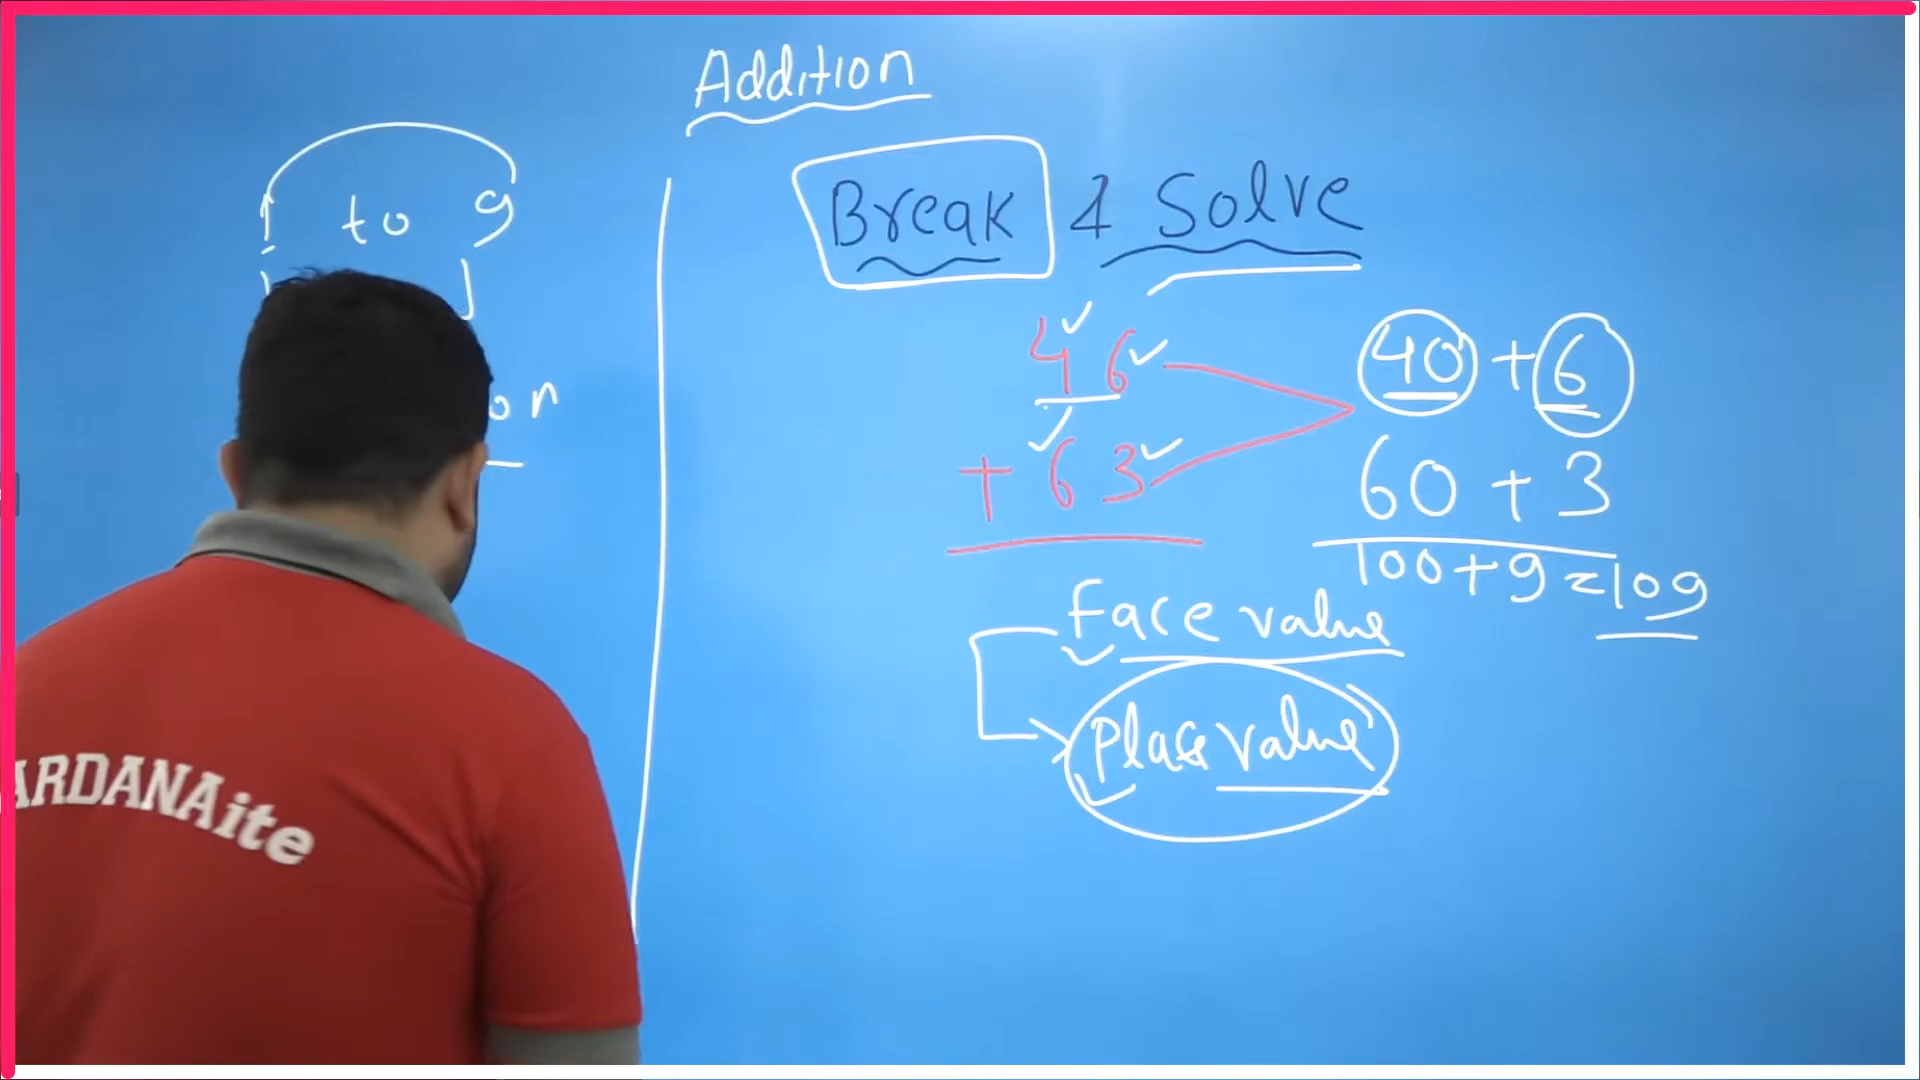 Addition
1 to 9
Break & Solve
on
46
+ 63
40 + 6
60 + 3
100 + 9 = 109
Face value
Place value
ARDANAite